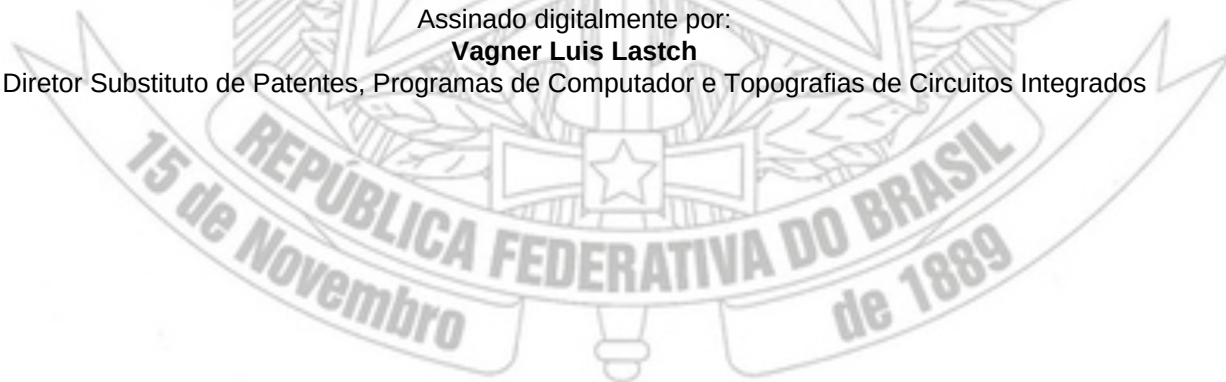 Assinado digitalmente por:
Vagner Luis Lastch
Diretor Substituto de Patentes, Programas de Computador e Topografias de Circuitos Integrados
REPÚBLICA FEDERATIVA DO BRASIL
15 de Novembro
de 1889